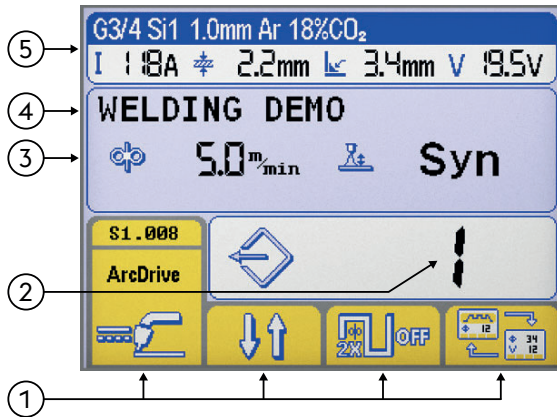 G3/4 Si1 1.0mm Ar 18%CO₂
5
I 118A 2.2mm 3.4mm V 19.5V
4
WELDING DEMO
3
5.0 m/min Syn
S1.008
ArcDrive
2
1
2X OFF
12 34
V 12
1